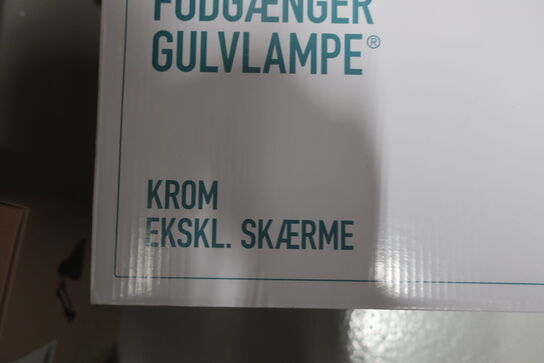 FODGÆNGER
GULVLAMPE®
KROM
EKSKL. SKÆRME